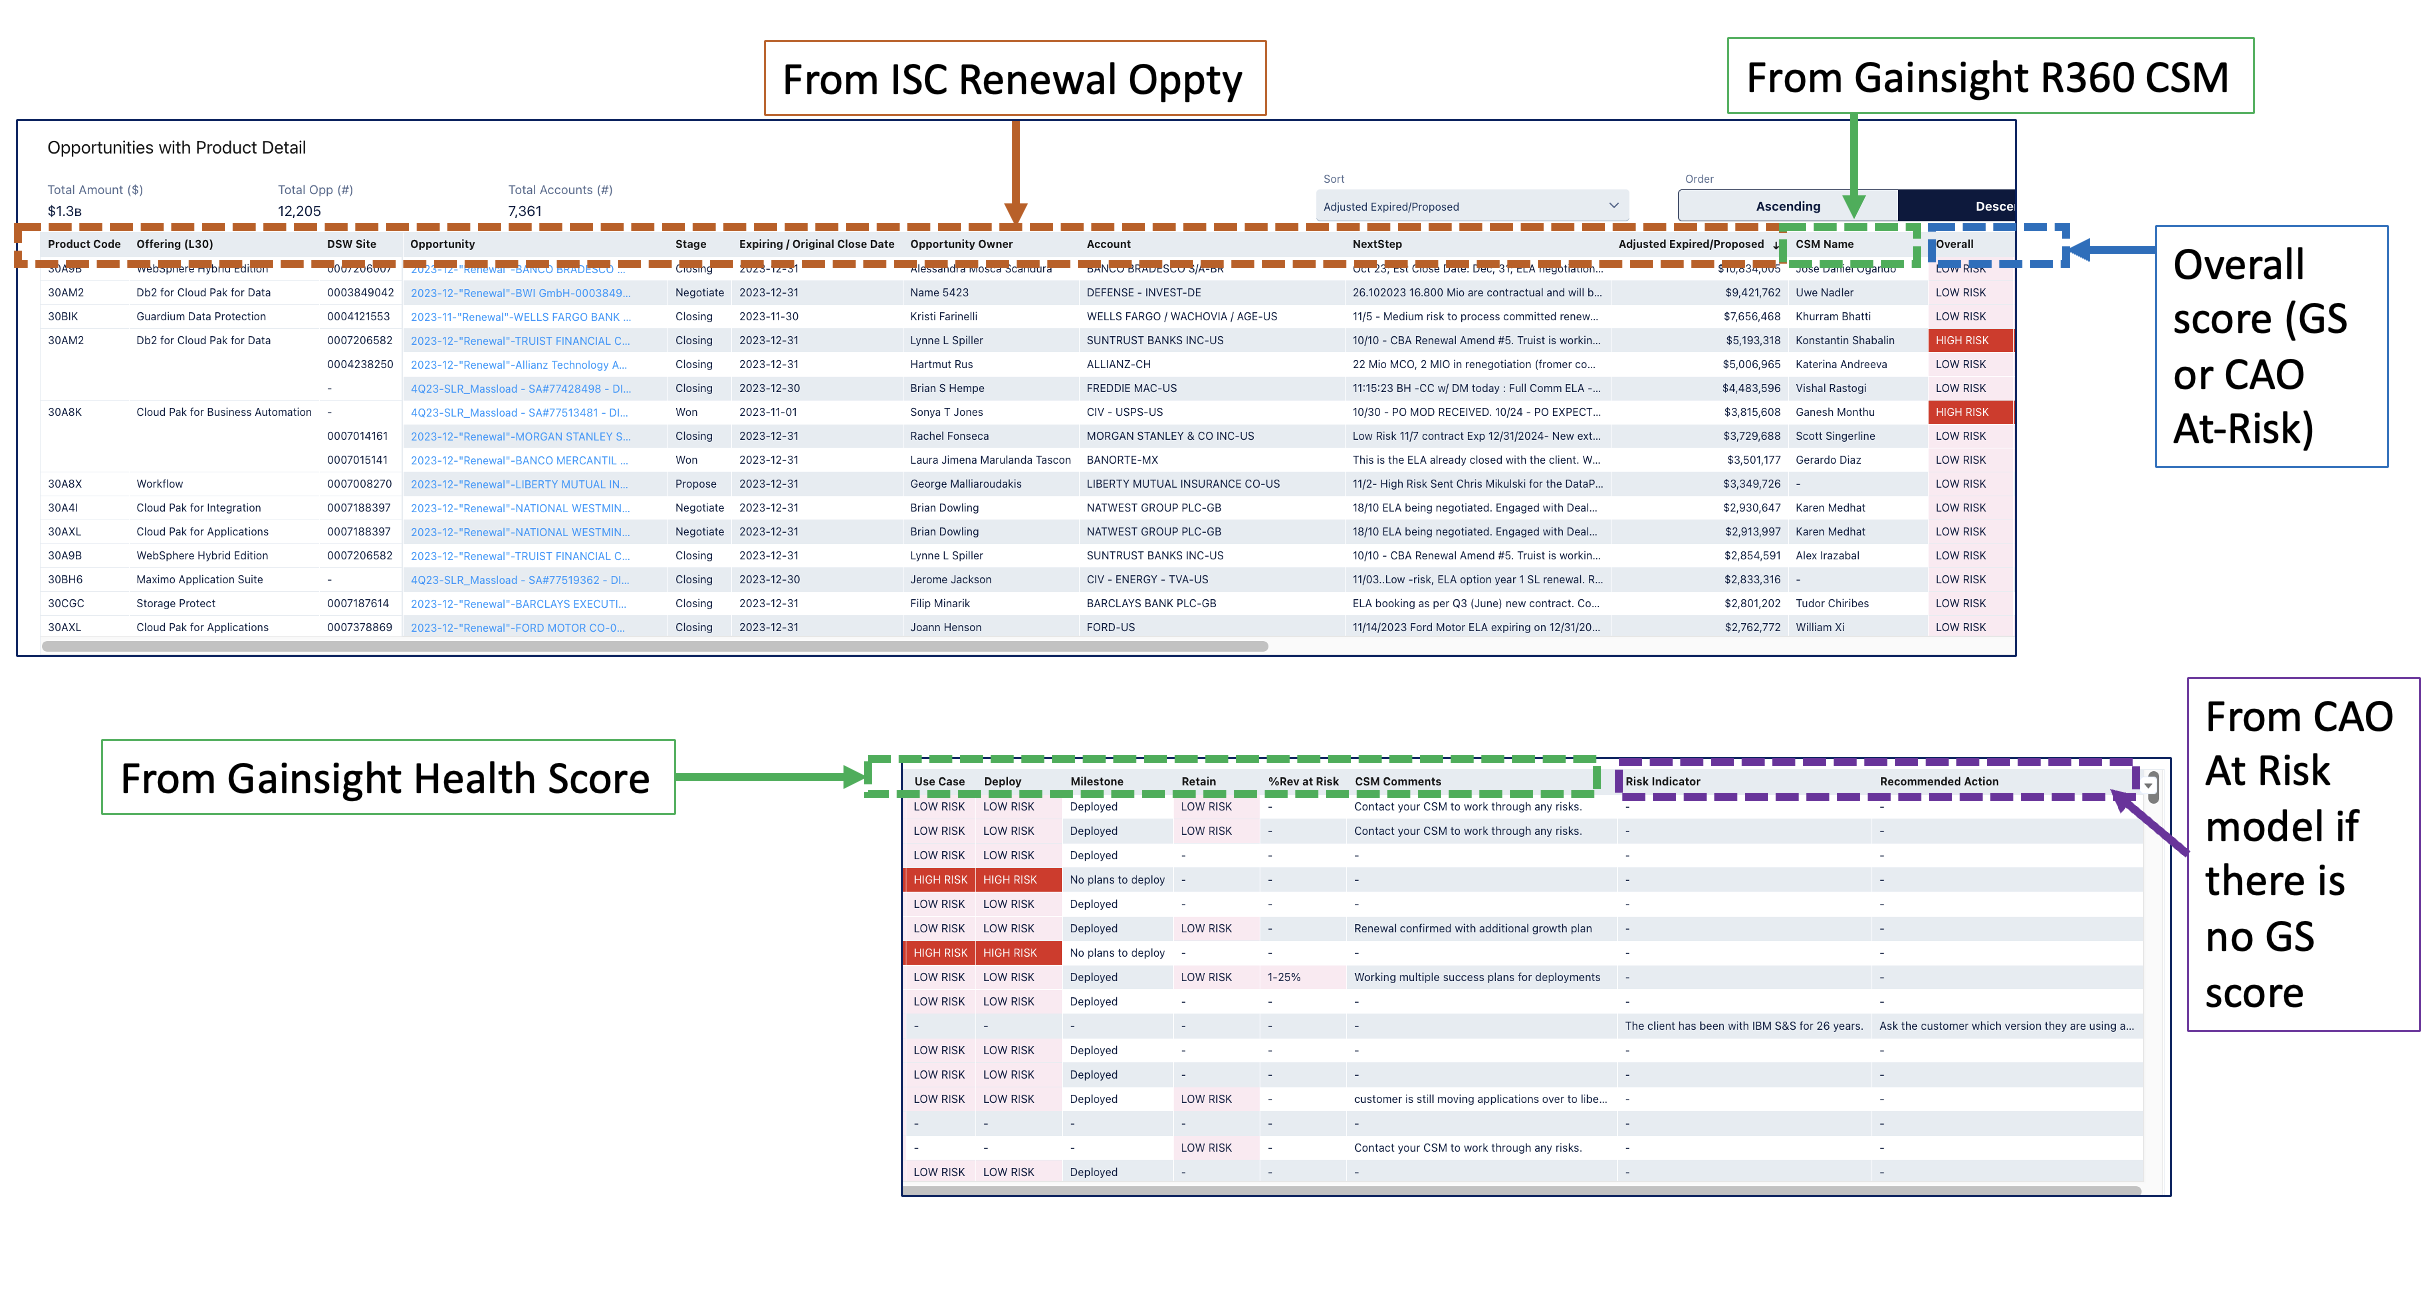 From ISC Renewal Oppty
From Gainsight R360 CSM
Opportunities with Product Detail
Total Amount ($) Total Opp (#) Total Accounts (#) Sort Order
$1.3B 12,205 7,361 Adjusted Expired/Proposed Ascending Desce
Product Code Offering (L30) DSW Site Opportunity Stage Expiring / Original Close Date Opportunity Owner Account NextStep Adjusted Expired/Proposed ↓ CSM Name Overall
30A9B WebSphere Hybrid Edition 0007206007 2023-12-"Renewal"-BANCO BRADESCO ... Closing 2023-12-31 Alessandra Mosca Scandura BANCO BRADESCO S/A-BR Oct 23, Est Close Date: Dec, 31, ELA negotiation... $10,834,005 Jose Daniel Ogando LOW RISK
30AM2 Db2 for Cloud Pak for Data 0003849042 2023-12-"Renewal"-BWI GmbH-0003849... Negotiate 2023-12-31 Name 5423 DEFENSE - INVEST-DE 26.102023 16.800 Mio are contractual and will b... $9,421,762 Uwe Nadler LOW RISK
30BIK Guardium Data Protection 0004121553 2023-11-"Renewal"-WELLS FARGO BANK ... Closing 2023-11-30 Kristi Farinelli WELLS FARGO / WACHOVIA / AGE-US 11/5 - Medium risk to process committed renew... $7,656,468 Khurram Bhatti LOW RISK
30AM2 Db2 for Cloud Pak for Data 0007206582 2023-12-"Renewal"-TRUIST FINANCIAL C... Closing 2023-12-31 Lynne L Spiller SUNTRUST BANKS INC-US 10/10 - CBA Renewal Amend #5. Truist is workin... $5,193,318 Konstantin Shabalin HIGH RISK
0004238250 2023-12-"Renewal"-Allianz Technology A... Closing 2023-12-31 Hartmut Rus ALLIANZ-CH 22 Mio MCO, 2 MIO in renegotiation (fromer co... $5,006,965 Katerina Andreeva LOW RISK
- 4Q23-SLR_Massload - SA#77428498 - DI... Closing 2023-12-30 Brian S Hempe FREDDIE MAC-US 11:15:23 BH -CC w/ DM today : Full Comm ELA -... $4,483,596 Vishal Rastogi LOW RISK
30A8K Cloud Pak for Business Automation - 4Q23-SLR_Massload - SA#77513481 - DI... Won 2023-11-01 Sonya T Jones CIV - USPS-US 10/30 - PO MOD RECEIVED. 10/24 - PO EXPECT... $3,815,608 Ganesh Monthu HIGH RISK
0007014161 2023-12-"Renewal"-MORGAN STANLEY S... Closing 2023-12-31 Rachel Fonseca MORGAN STANLEY & CO INC-US Low Risk 11/7 contract Exp 12/31/2024- New ext... $3,729,688 Scott Singerline LOW RISK
0007015141 2023-12-"Renewal"-BANCO MERCANTIL ... Won 2023-12-31 Laura Jimena Marulanda Tascon BANORTE-MX This is the ELA already closed with the client. W... $3,501,177 Gerardo Diaz LOW RISK
30A8X Workflow 0007008270 2023-12-"Renewal"-LIBERTY MUTUAL IN... Propose 2023-12-31 George Malliaroudakis LIBERTY MUTUAL INSURANCE CO-US 11/2- High Risk Sent Chris Mikulski for the DataP... $3,349,726 - LOW RISK
30A4I Cloud Pak for Integration 0007188397 2023-12-"Renewal"-NATIONAL WESTMIN... Negotiate 2023-12-31 Brian Dowling NATWEST GROUP PLC-GB 18/10 ELA being negotiated. Engaged with Deal... $2,930,647 Karen Medhat LOW RISK
30AXL Cloud Pak for Applications 0007188397 2023-12-"Renewal"-NATIONAL WESTMIN... Negotiate 2023-12-31 Brian Dowling NATWEST GROUP PLC-GB 18/10 ELA being negotiated. Engaged with Deal... $2,913,997 Karen Medhat LOW RISK
30A9B WebSphere Hybrid Edition 0007206582 2023-12-"Renewal"-TRUIST FINANCIAL C... Closing 2023-12-31 Lynne L Spiller SUNTRUST BANKS INC-US 10/10 - CBA Renewal Amend #5. Truist is workin... $2,854,591 Alex Irazabal LOW RISK
30BH6 Maximo Application Suite - 4Q23-SLR_Massload - SA#77519362 - DI... Closing 2023-12-30 Jerome Jackson CIV - ENERGY - TVA-US 11/03..Low -risk, ELA option year 1 SL renewal. R... $2,833,316 - LOW RISK
30CGC Storage Protect 0007187614 2023-12-"Renewal"-BARCLAYS EXECUTI... Closing 2023-12-31 Filip Minarik BARCLAYS BANK PLC-GB ELA booking as per Q3 (June) new contract. Co... $2,801,202 Tudor Chiribes LOW RISK
30AXL Cloud Pak for Applications 0007378869 2023-12-"Renewal"-FORD MOTOR CO-0... Closing 2023-12-31 Joann Henson FORD-US 11/14/2023 Ford Motor ELA expiring on 12/31/20... $2,762,772 William Xi LOW RISK
Overall
score (GS
or CAO
At-Risk)
From Gainsight Health Score
Use Case Deploy Milestone Retain %Rev at Risk CSM Comments Risk Indicator Recommended Action
LOW RISK LOW RISK Deployed LOW RISK - Contact your CSM to work through any risks. - -
LOW RISK LOW RISK Deployed LOW RISK - Contact your CSM to work through any risks. - -
LOW RISK LOW RISK Deployed - - - - -
HIGH RISK HIGH RISK No plans to deploy - - - - -
LOW RISK LOW RISK Deployed - - - - -
LOW RISK LOW RISK Deployed LOW RISK - Renewal confirmed with additional growth plan - -
HIGH RISK HIGH RISK No plans to deploy - - - - -
LOW RISK LOW RISK Deployed LOW RISK 1-25% Working multiple success plans for deployments - -
LOW RISK LOW RISK Deployed - - - - -
- - - - - - The client has been with IBM S&S for 26 years. Ask the customer which version they are using a...
LOW RISK LOW RISK Deployed - - - - -
LOW RISK LOW RISK Deployed - - - - -
LOW RISK LOW RISK Deployed LOW RISK - customer is still moving applications over to libe... - -
- - - - - - - -
- - - LOW RISK - Contact your CSM to work through any risks. - -
LOW RISK LOW RISK Deployed - - - - -
From CAO
At Risk
model if
there is
no GS
score